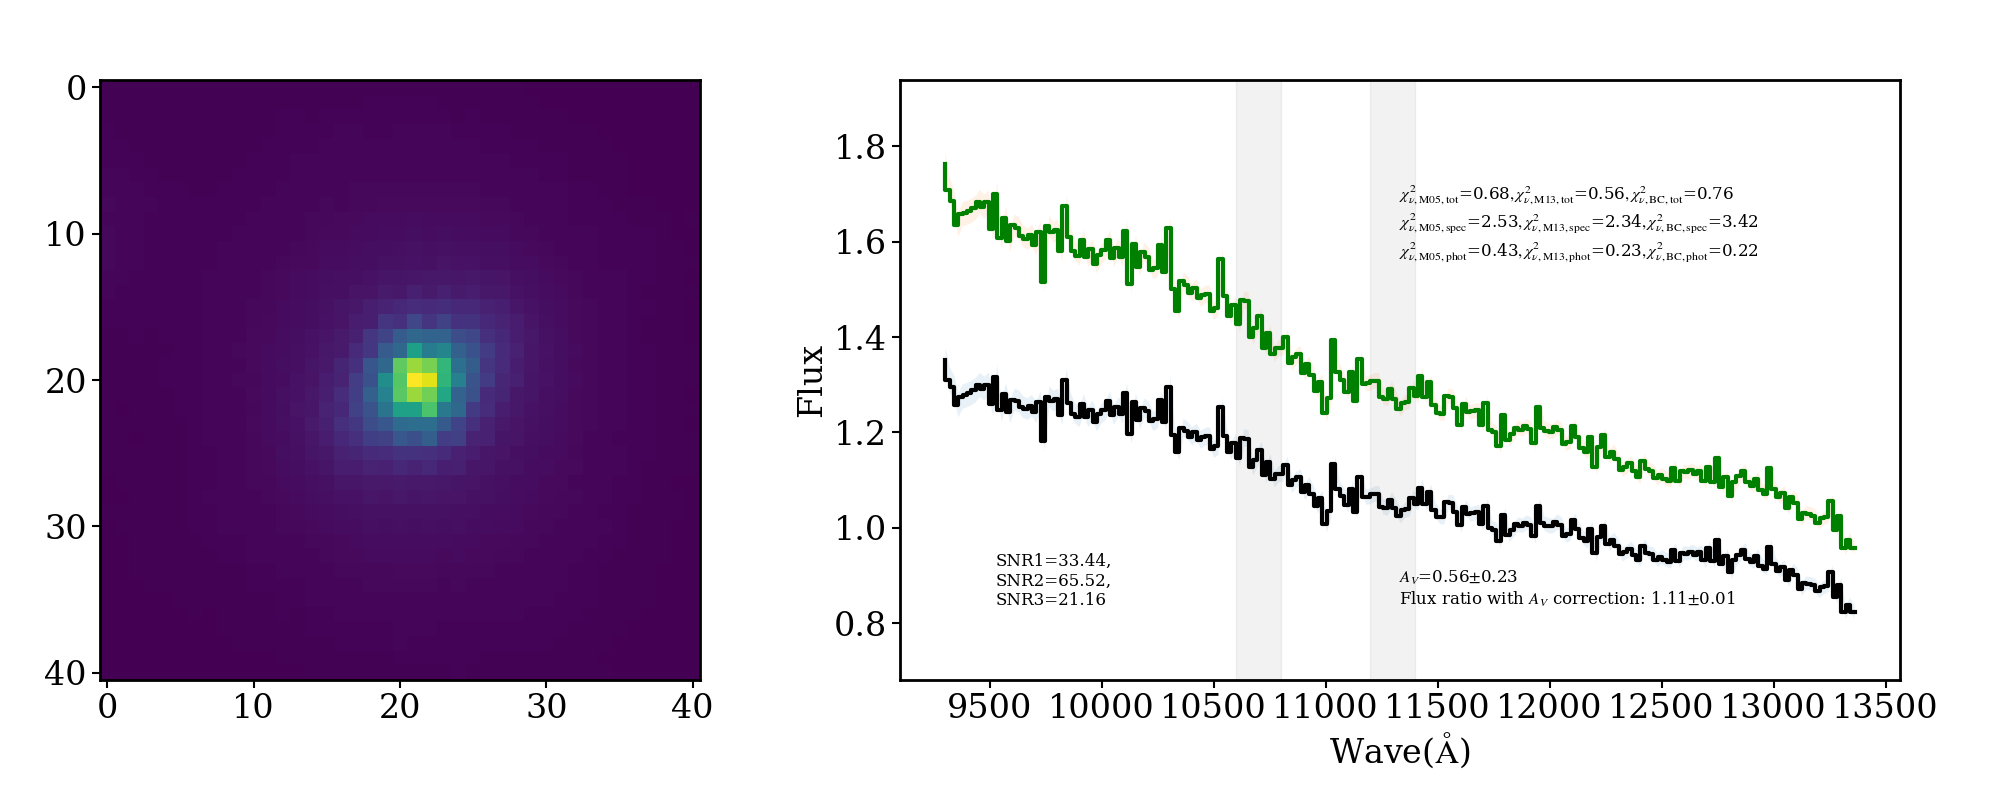 0
10
20
30
40
0 10 20 30 40
Flux
1.8
1.6
1.4
1.2
1.0
0.8
χ²ν,M05,tot=0.68,χ²ν,M13,tot=0.56,χ²ν,BC,tot=0.76
χ²ν,M05,spec=2.53,χ²ν,M13,spec=2.34,χ²ν,BC,spec=3.42
χ²ν,M05,phot=0.43,χ²ν,M13,phot=0.23,χ²ν,BC,phot=0.22
SNR1=33.44,
SNR2=65.52,
SNR3=21.16
AV=0.56±0.23
Flux ratio with AV correction: 1.11±0.01
9500 10000 10500 11000 11500 12000 12500 13000 13500
Wave(Å)